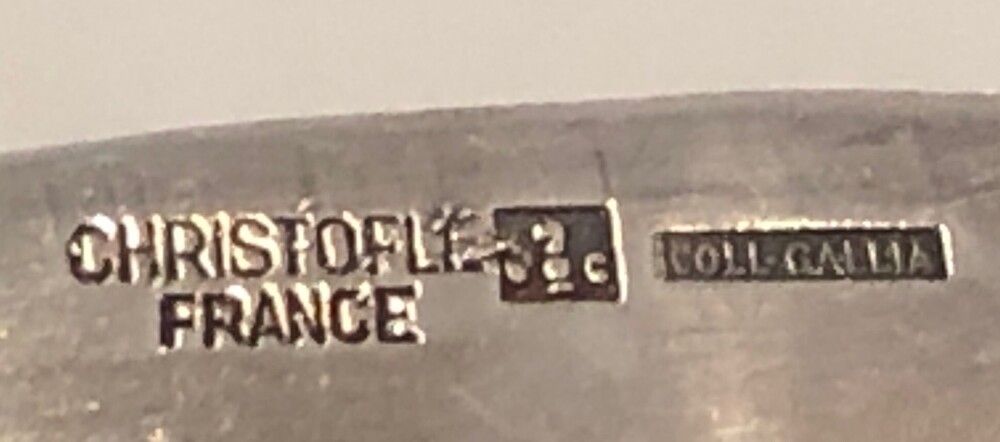 CHRISTOFLE
FRANCE
O C
COLL·GALLIA